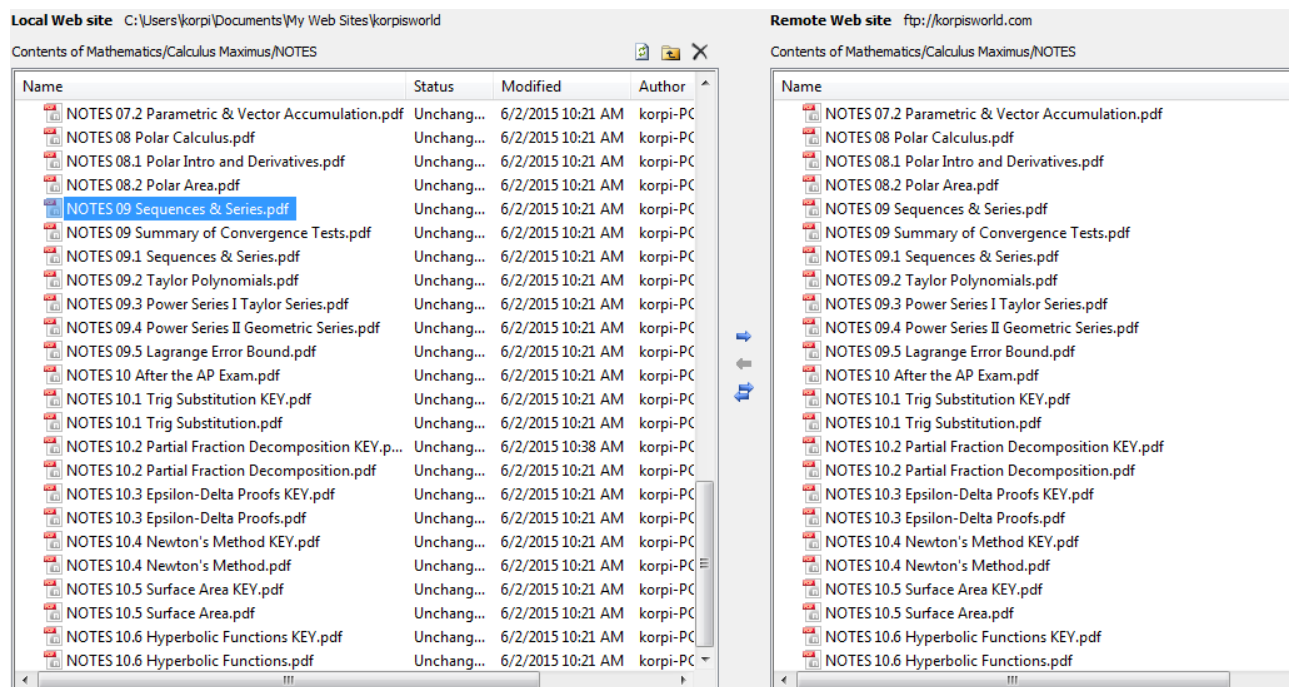 Local Web site C:\Users\korpi\Documents\My Web Sites\korpisworld
Remote Web site ftp://korpisworld.com
Contents of Mathematics/Calculus Maximus/NOTES
Contents of Mathematics/Calculus Maximus/NOTES
Name Status Modified Author
Name
NOTES 07.2 Parametric & Vector Accumulation.pdf Unchang... 6/2/2015 10:21 AM korpi-PC
NOTES 08 Polar Calculus.pdf Unchang... 6/2/2015 10:21 AM korpi-PC
NOTES 08.1 Polar Intro and Derivatives.pdf Unchang... 6/2/2015 10:21 AM korpi-PC
NOTES 08.2 Polar Area.pdf Unchang... 6/2/2015 10:21 AM korpi-PC
NOTES 09 Sequences & Series.pdf Unchang... 6/2/2015 10:21 AM korpi-PC
NOTES 09 Summary of Convergence Tests.pdf Unchang... 6/2/2015 10:21 AM korpi-PC
NOTES 09.1 Sequences & Series.pdf Unchang... 6/2/2015 10:21 AM korpi-PC
NOTES 09.2 Taylor Polynomials.pdf Unchang... 6/2/2015 10:21 AM korpi-PC
NOTES 09.3 Power Series I Taylor Series.pdf Unchang... 6/2/2015 10:21 AM korpi-PC
NOTES 09.4 Power Series II Geometric Series.pdf Unchang... 6/2/2015 10:21 AM korpi-PC
NOTES 09.5 Lagrange Error Bound.pdf Unchang... 6/2/2015 10:21 AM korpi-PC
NOTES 10 After the AP Exam.pdf Unchang... 6/2/2015 10:21 AM korpi-PC
NOTES 10.1 Trig Substitution KEY.pdf Unchang... 6/2/2015 10:21 AM korpi-PC
NOTES 10.1 Trig Substitution.pdf Unchang... 6/2/2015 10:21 AM korpi-PC
NOTES 10.2 Partial Fraction Decomposition KEY.p... Unchang... 6/2/2015 10:38 AM korpi-PC
NOTES 10.2 Partial Fraction Decomposition.pdf Unchang... 6/2/2015 10:21 AM korpi-PC
NOTES 10.3 Epsilon-Delta Proofs KEY.pdf Unchang... 6/2/2015 10:21 AM korpi-PC
NOTES 10.3 Epsilon-Delta Proofs.pdf Unchang... 6/2/2015 10:21 AM korpi-PC
NOTES 10.4 Newton's Method KEY.pdf Unchang... 6/2/2015 10:21 AM korpi-PC
NOTES 10.4 Newton's Method.pdf Unchang... 6/2/2015 10:21 AM korpi-PC
NOTES 10.5 Surface Area KEY.pdf Unchang... 6/2/2015 10:21 AM korpi-PC
NOTES 10.5 Surface Area.pdf Unchang... 6/2/2015 10:21 AM korpi-PC
NOTES 10.6 Hyperbolic Functions KEY.pdf Unchang... 6/2/2015 10:21 AM korpi-PC
NOTES 10.6 Hyperbolic Functions.pdf Unchang... 6/2/2015 10:21 AM korpi-PC
NOTES 07.2 Parametric & Vector Accumulation.pdf
NOTES 08 Polar Calculus.pdf
NOTES 08.1 Polar Intro and Derivatives.pdf
NOTES 08.2 Polar Area.pdf
NOTES 09 Sequences & Series.pdf
NOTES 09 Summary of Convergence Tests.pdf
NOTES 09.1 Sequences & Series.pdf
NOTES 09.2 Taylor Polynomials.pdf
NOTES 09.3 Power Series I Taylor Series.pdf
NOTES 09.4 Power Series II Geometric Series.pdf
NOTES 09.5 Lagrange Error Bound.pdf
NOTES 10 After the AP Exam.pdf
NOTES 10.1 Trig Substitution KEY.pdf
NOTES 10.1 Trig Substitution.pdf
NOTES 10.2 Partial Fraction Decomposition KEY.pdf
NOTES 10.2 Partial Fraction Decomposition.pdf
NOTES 10.3 Epsilon-Delta Proofs KEY.pdf
NOTES 10.3 Epsilon-Delta Proofs.pdf
NOTES 10.4 Newton's Method KEY.pdf
NOTES 10.4 Newton's Method.pdf
NOTES 10.5 Surface Area KEY.pdf
NOTES 10.5 Surface Area.pdf
NOTES 10.6 Hyperbolic Functions KEY.pdf
NOTES 10.6 Hyperbolic Functions.pdf